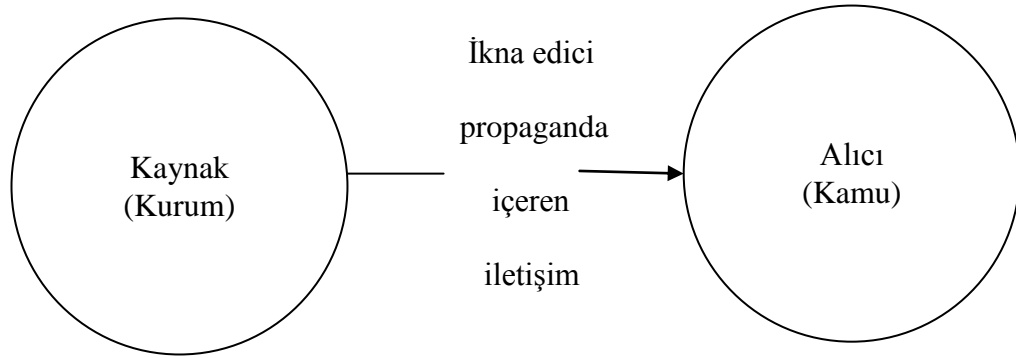 Kaynak
(Kurum)
İkna edici
propaganda
içeren
iletişim
Alıcı
(Kamu)